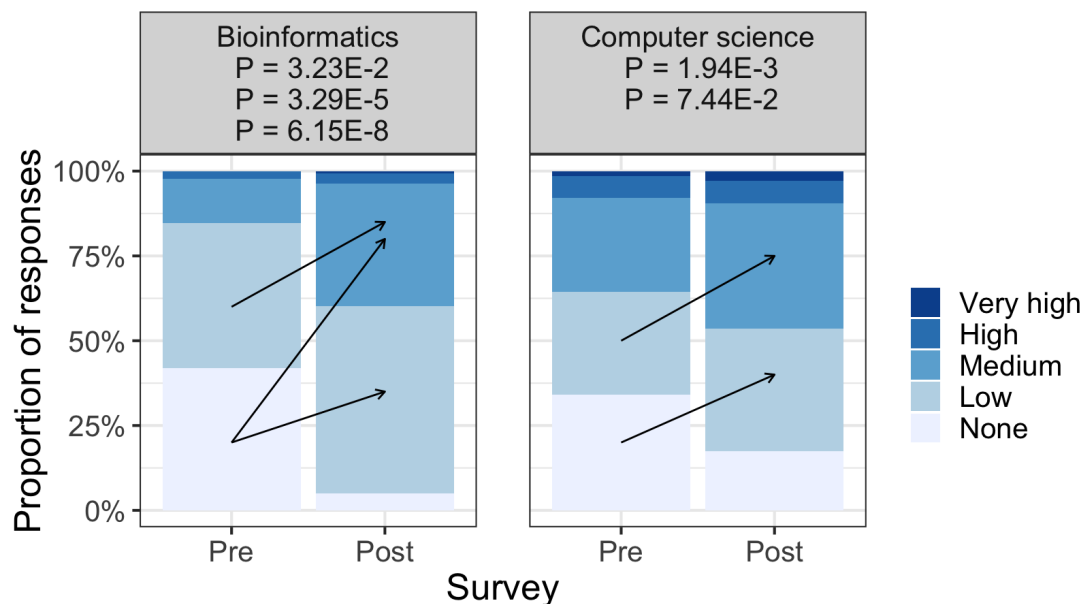 Bioinformatics
P = 3.23E-2
P = 3.29E-5
P = 6.15E-8
Computer science
P = 1.94E-3
P = 7.44E-2
Proportion of responses
100%
75%
50%
25%
0%
Pre
Post
Pre
Post
Survey
Very high
High
Medium
Low
None